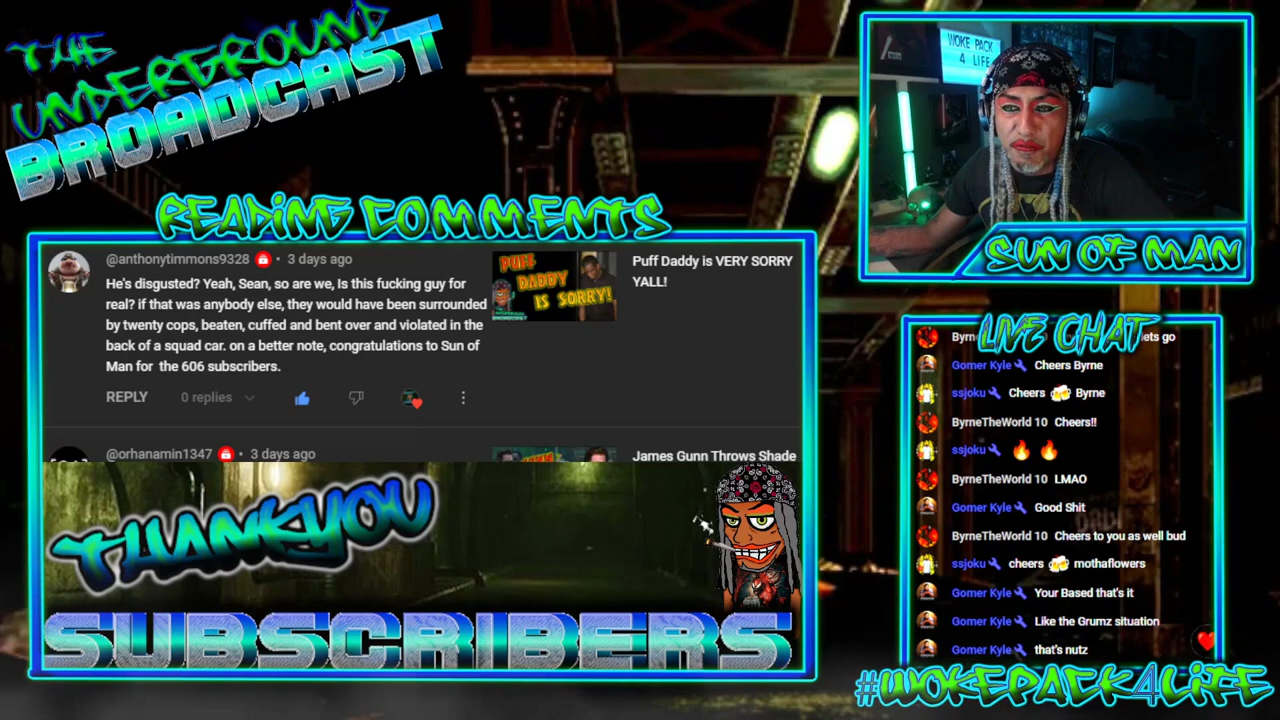 THE
UNDERGROUND
BROADCAST
WOKE PACK
4 LIFE
SUN OF MAN
READING COMMENTS
@anthonytimmons9328 • 3 days ago
He's disgusted? Yeah, Sean, so are we, Is this fucking guy for
real? if that was anybody else, they would have been surrounded
by twenty cops, beaten, cuffed and bent over and violated in the
back of a squad car. on a better note, congratulations to Sun of
Man for the 606 subscribers.
REPLY 0 replies
PUFF
DADDY
IS SORRY!
Puff Daddy is VERY SORRY
YALL!
@orhanamin1347 • 3 days ago
James Gunn Throws Shade
THANKYOU
SUBSCRIBERS
LIVE CHAT
lets go
Gomer Kyle Cheers Byrne
ssjoku Cheers 🍻 Byrne
ByrneTheWorld 10 Cheers!!
ssjoku 🔥 🔥
ByrneTheWorld 10 LMAO
Gomer Kyle Good Shit
ByrneTheWorld 10 Cheers to you as well bud
ssjoku cheers 🍻 mothaflowers
Gomer Kyle Your Based that's it
Gomer Kyle Like the Grumz situation
Gomer Kyle that's nutz
#WOKEPACK4LIFE